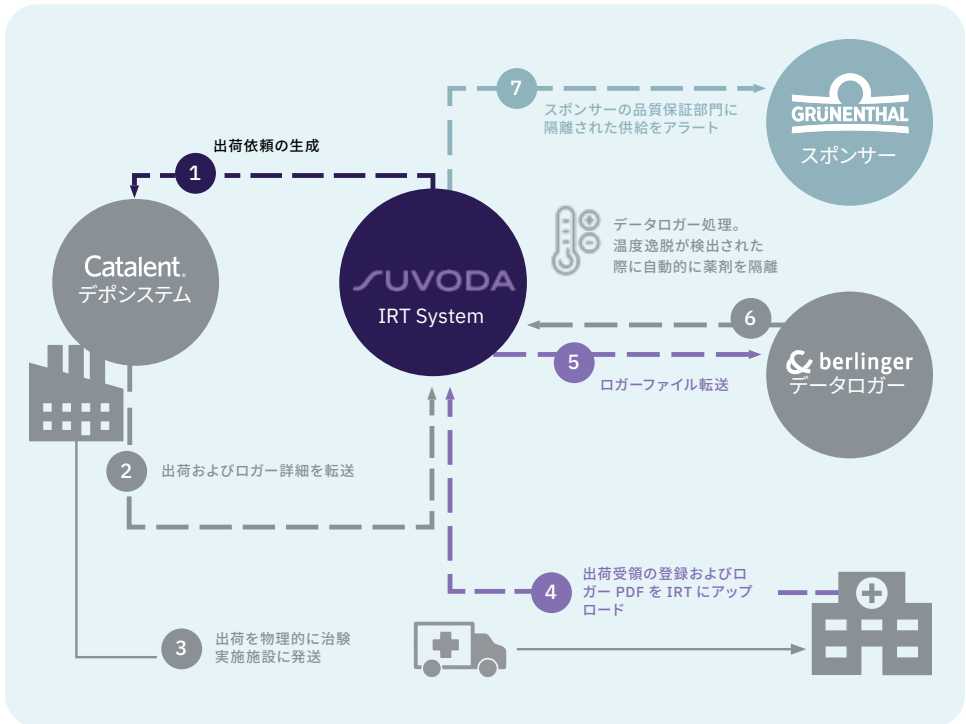 7
スポンサーの品質保証部門に
隔離された供給をアラート
GRÜNENTHAL
スポンサー
出荷依頼の生成
1
Catalent.
デポシステム
SUVODA
IRT System
データロガー処理。
温度逸脱が検出された
際に自動的に薬剤を隔離
6
5
ロガーファイル転送
& berlinger
データロガー
2
出荷およびロガー詳細を転送
4
出荷受領の登録およびロ
ガー PDF を IRT にアップ
ロード
3
出荷を物理的に治験
実施施設に発送